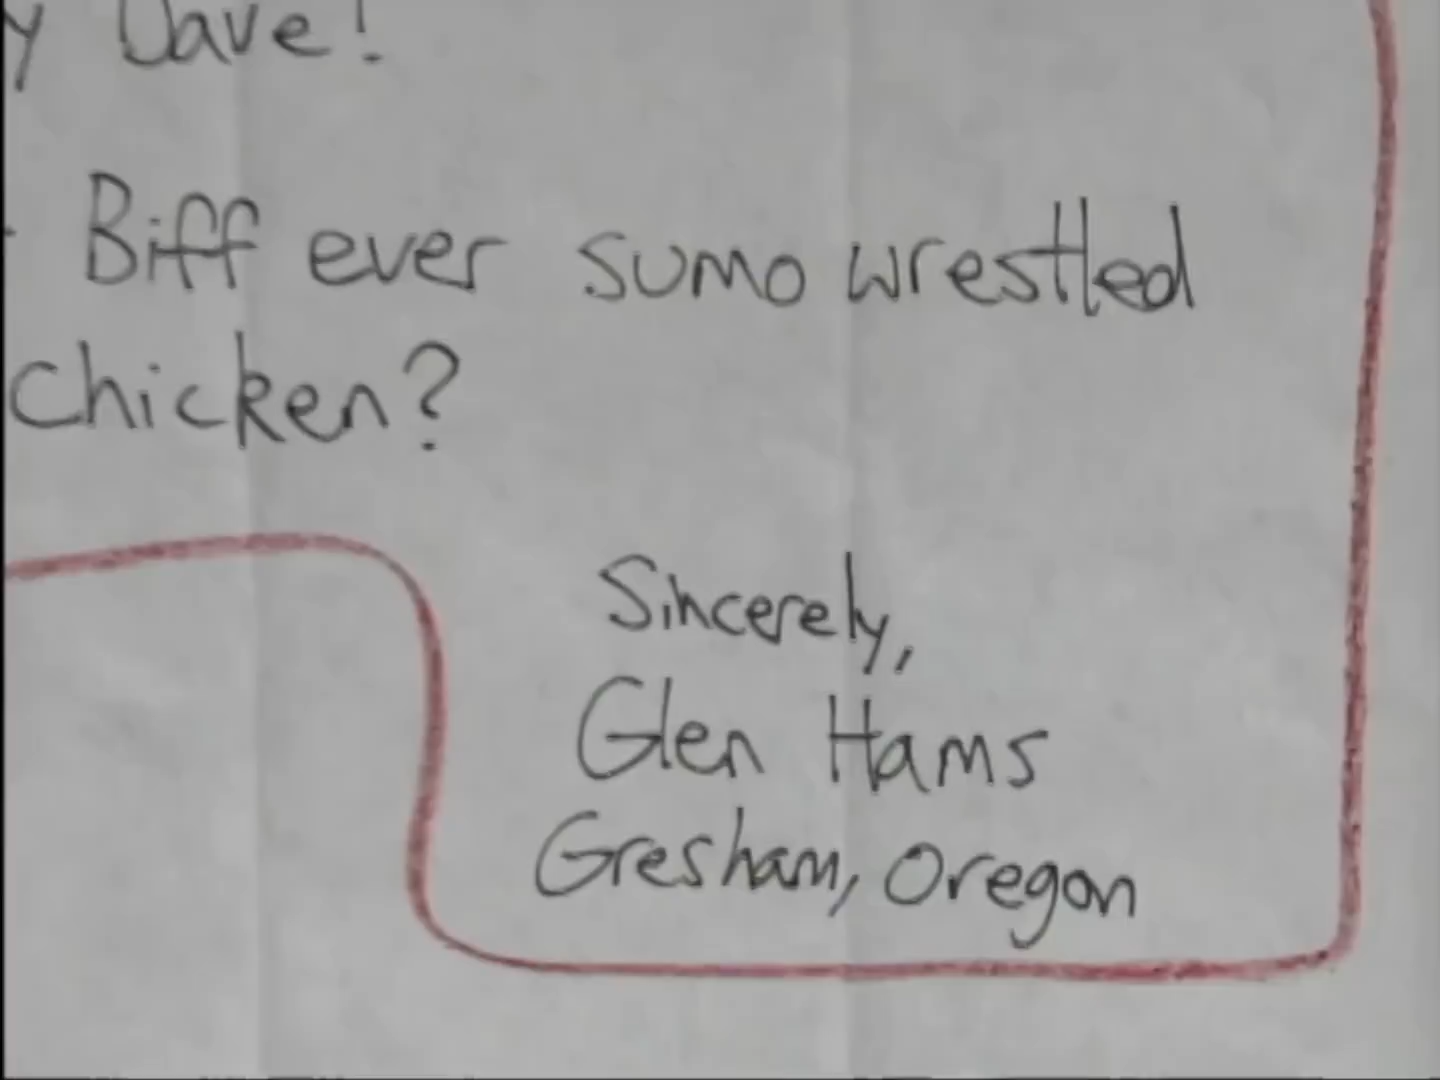 y Dave!
Biff ever sumo wrestled
chicken?
Sincerely,
Glen Hams
Gresham, Oregon